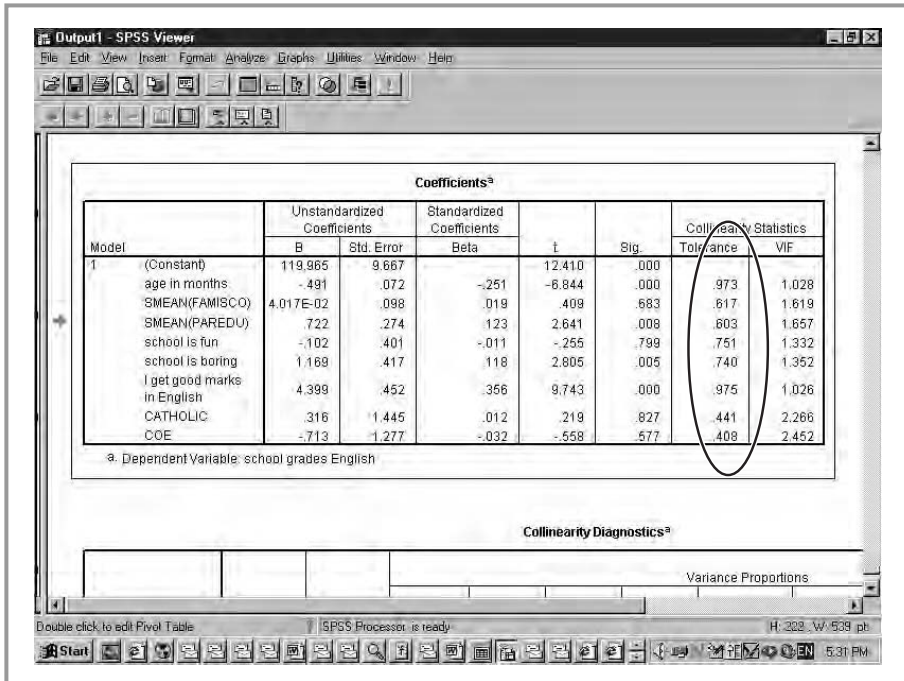 Output1 - SPSS Viewer
File Edit View Insert Format Analyze Graphs Utilities Window Help
Coefficientsª
Unstandardized Coefficients Standardized Coefficients Collinearity Statistics
Model B Std. Error Beta t Sig. Tolerance VIF
1 (Constant) 119.965 9.667 12.410 .000
age in months -.491 .072 -.251 -6.844 .000 .973 1.028
SMEAN(FAMISCO) 4.017E-02 .098 .019 .409 .683 .617 1.619
SMEAN(PAREDU) .722 .274 .123 2.641 .008 .603 1.657
school is fun -.102 .401 -.011 -.255 .799 .751 1.332
school is boring 1.169 .417 .118 2.805 .005 .740 1.352
I get good marks in English 4.399 .452 .356 9.743 .000 .975 1.026
CATHOLIC .316 1.445 .012 .219 .827 .441 2.266
COE -.713 1.277 -.032 -.558 .577 .408 2.452
a. Dependent Variable: school grades English
Collinearity Diagnosticsª
Variance Proportions
Double click to edit Pivot Table SPSS Processor is ready H: 223 , W: 539 pt.
Start EN 5:31 PM